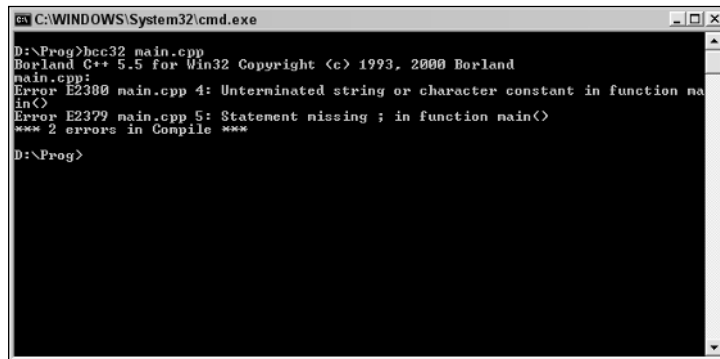 C:\WINDOWS\System32\cmd.exe
D:\Prog>bcc32 main.cpp
Borland C++ 5.5 for Win32 Copyright (c) 1993, 2000 Borland
main.cpp:
Error E2380 main.cpp 4: Unterminated string or character constant in function ma
in()
Error E2379 main.cpp 5: Statement missing ; in function main()
*** 2 errors in Compile ***
D:\Prog>